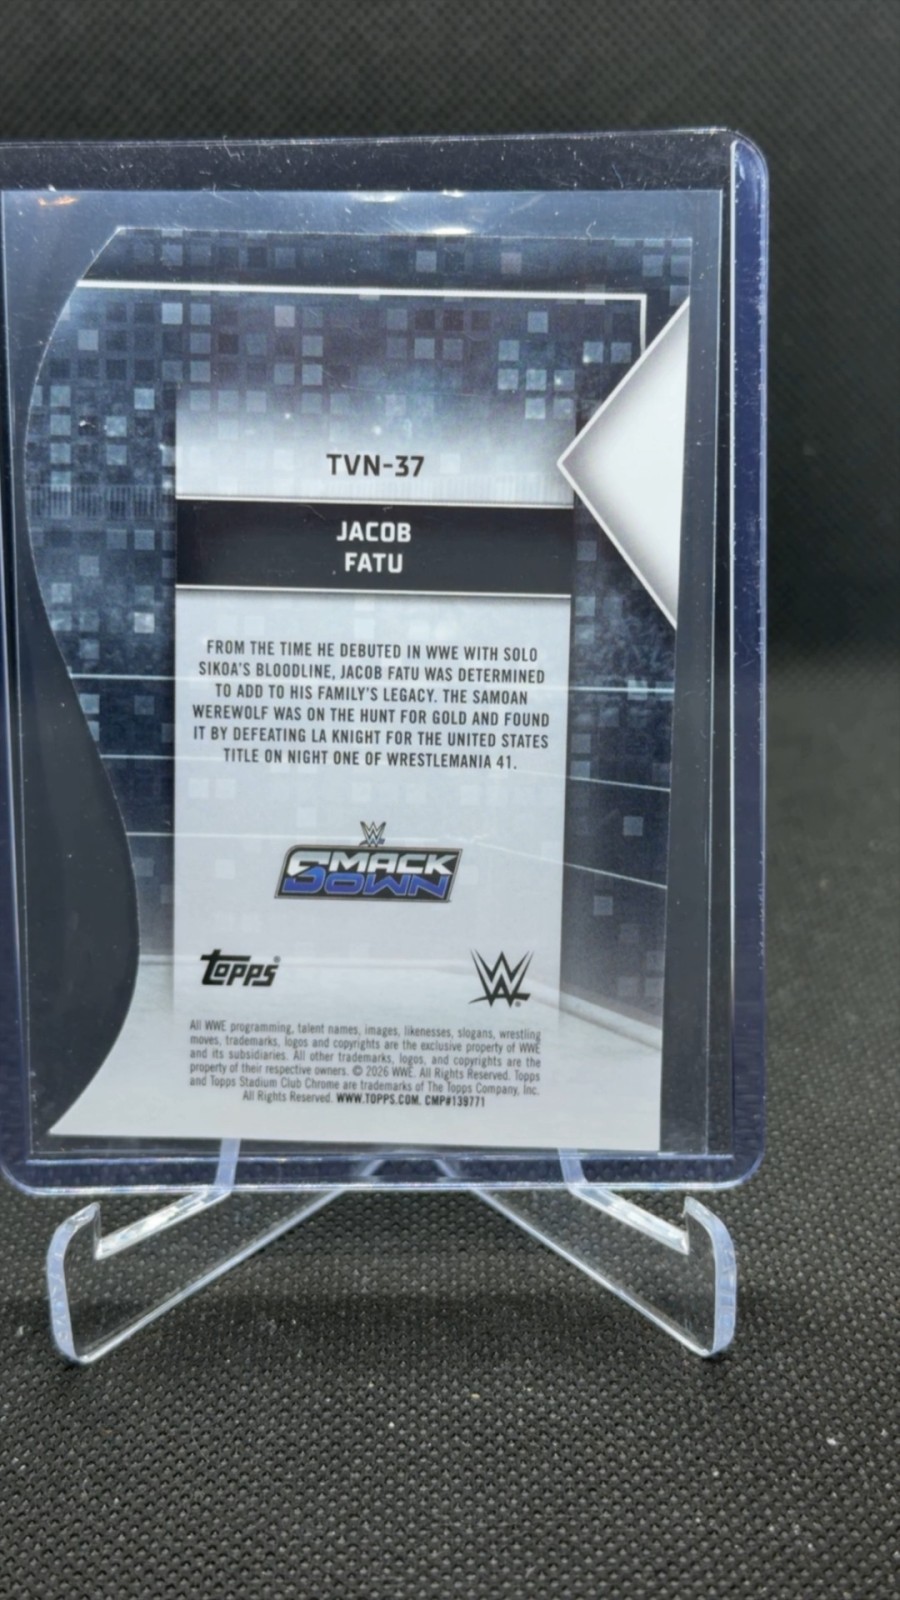 TVN-37
JACOB
FATU
FROM THE TIME HE DEBUTED IN WWE WITH SOLO
SIKOA'S BLOODLINE, JACOB FATU WAS DETERMINED
TO ADD TO HIS FAMILY'S LEGACY. THE SAMOAN
WEREWOLF WAS ON THE HUNT FOR GOLD AND FOUND
IT BY DEFEATING LA KNIGHT FOR THE UNITED STATES
TITLE ON NIGHT ONE OF WRESTLEMANIA 41.
W
SMACK
DOWN
topps®
W®
All WWE programming, talent names, images, likenesses, slogans, wrestling
moves, trademarks, logos and copyrights are the exclusive property of WWE
and its subsidiaries. All other trademarks, logos, and copyrights are the
property of their respective owners. © 2026 WWE. All Rights Reserved. Topps
and Topps Stadium Club Chrome are trademarks of The Topps Company, Inc.
All Rights Reserved. WWW.TOPPS.COM. CMP#139771